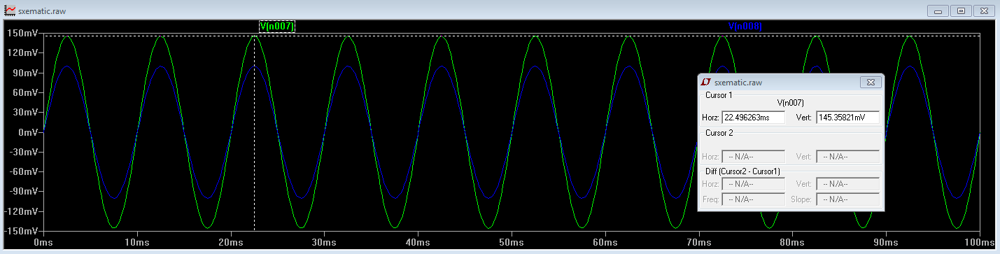 sxematic.raw
V(n007) V(n008)
150mV
120mV
90mV
60mV
30mV
0mV
-30mV
-60mV
-90mV
-120mV
-150mV
0ms 10ms 20ms 30ms 40ms 50ms 60ms 70ms 80ms 90ms 100ms
sxematic.raw
Cursor 1
V(n007)
Horz: 22.496263ms Vert: 145.35821mV
Cursor 2
Horz: -- N/A-- Vert: -- N/A--
Diff (Cursor2 - Cursor1)
Horz: -- N/A-- Vert: -- N/A--
Freq: -- N/A-- Slope: -- N/A--